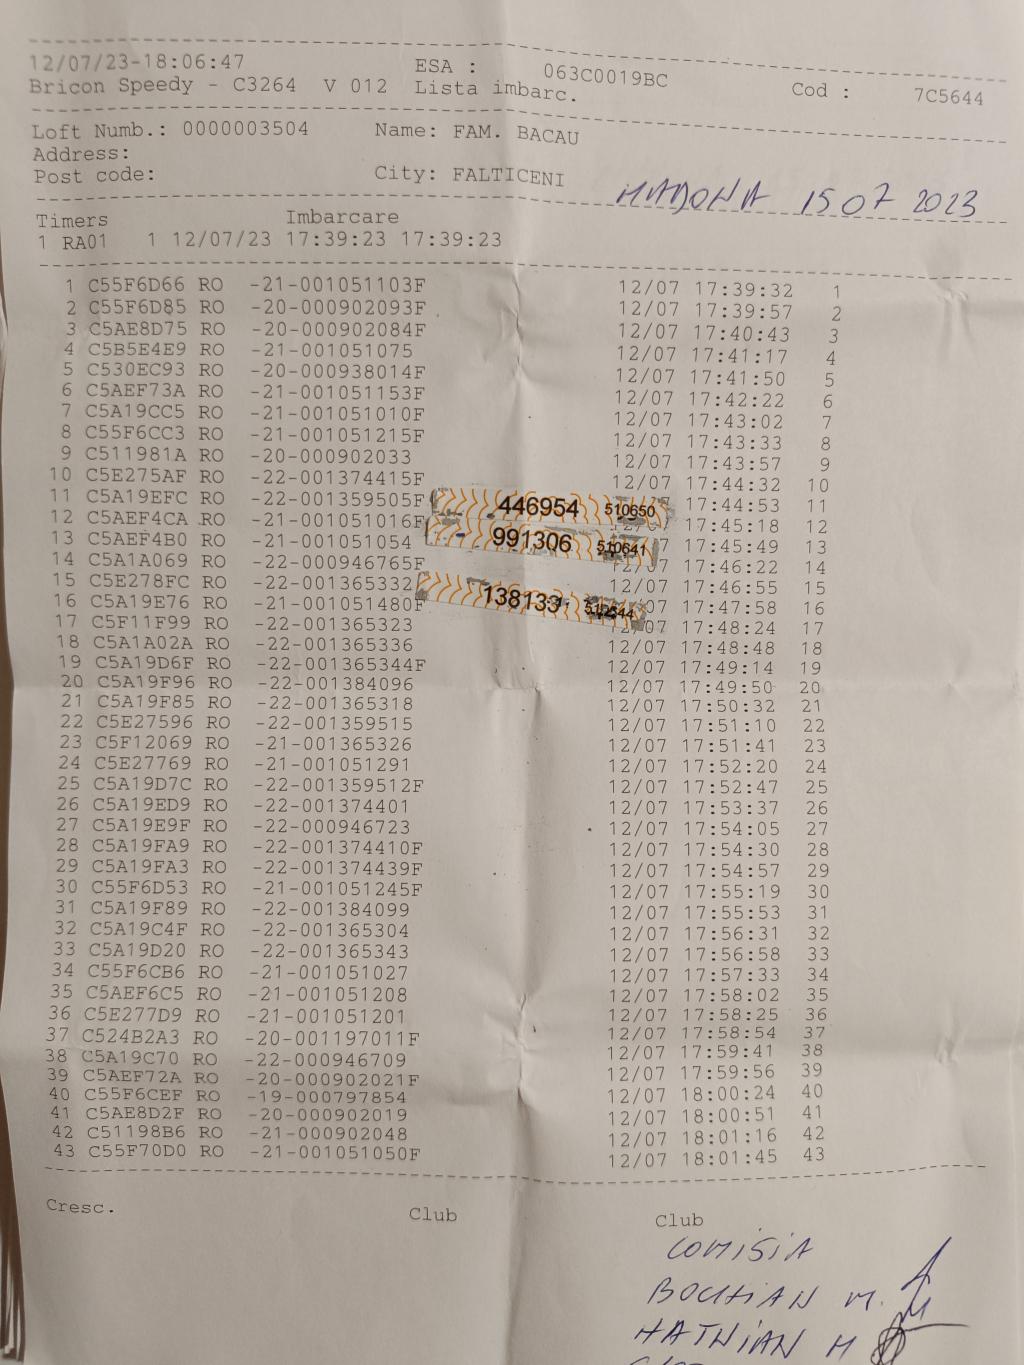 12/07/23-18:06:47 ESA : 063C0019BC
Bricon Speedy - C3264 V 012 Lista imbarc. Cod : 7C5644
Loft Numb.: 0000003504 Name: FAM. BACAU
Address:
Post code: City: FALTICENI
MADONA 15 07 2023
Timers Imbarcare
1 RA01 1 12/07/23 17:39:23 17:39:23
1 C55F6D66 RO -21-001051103F 12/07 17:39:32 1
2 C55F6D85 RO -20-000902093F 12/07 17:39:57 2
3 C5AE8D75 RO -20-000902084F 12/07 17:40:43 3
4 C5B5E4E9 RO -21-001051075 12/07 17:41:17 4
5 C530EC93 RO -20-000938014F 12/07 17:41:50 5
6 C5AEF73A RO -21-001051153F 12/07 17:42:22 6
7 C5A19CC5 RO -21-001051010F 12/07 17:43:02 7
8 C55F6CC3 RO -21-001051215F 12/07 17:43:33 8
9 C511981A RO -20-000902033 12/07 17:43:57 9
10 C5E275AF RO -22-001374415F 12/07 17:44:32 10
11 C5A19EFC RO -22-001359505F 446954 510650 17:44:53 11
12 C5AEF4CA RO -21-001051016F 12/07 17:45:18 12
13 C5AEF4B0 RO -21-001051054 991306 510641 7 17:45:49 13
14 C5A1A069 RO -22-000946765F 12/07 17:46:22 14
15 C5E278FC RO -22-001365332 12/07 17:46:55 15
16 C5A19E76 RO -21-001051480F 138133 512544 07 17:47:58 16
17 C5F11F99 RO -22-001365323 12/07 17:48:24 17
18 C5A1A02A RO -22-001365336 12/07 17:48:48 18
19 C5A19D6F RO -22-001365344F 12/07 17:49:14 19
20 C5A19F96 RO -22-001384096 12/07 17:49:50 20
21 C5A19F85 RO -22-001365318 12/07 17:50:32 21
22 C5E27596 RO -22-001359515 12/07 17:51:10 22
23 C5F12069 RO -21-001365326 12/07 17:51:41 23
24 C5E27769 RO -21-001051291 12/07 17:52:20 24
25 C5A19D7C RO -22-001359512F 12/07 17:52:47 25
26 C5A19ED9 RO -22-001374401 12/07 17:53:37 26
27 C5A19E9F RO -22-000946723 12/07 17:54:05 27
28 C5A19FA9 RO -22-001374410F 12/07 17:54:30 28
29 C5A19FA3 RO -22-001374439F 12/07 17:54:57 29
30 C55F6D53 RO -21-001051245F 12/07 17:55:19 30
31 C5A19F89 RO -22-001384099 12/07 17:55:53 31
32 C5A19C4F RO -22-001365304 12/07 17:56:31 32
33 C5A19D20 RO -22-001365343 12/07 17:56:58 33
34 C55F6CB6 RO -21-001051027 12/07 17:57:33 34
35 C5AEF6C5 RO -21-001051208 12/07 17:58:02 35
36 C5E277D9 RO -21-001051201 12/07 17:58:25 36
37 C524B2A3 RO -20-001197011F 12/07 17:58:54 37
38 C5A19C70 RO -22-000946709 12/07 17:59:41 38
39 C5AEF72A RO -20-000902021F 12/07 17:59:56 39
40 C55F6CEF RO -19-000797854 12/07 18:00:24 40
41 C5AE8D2F RO -20-000902019 12/07 18:00:51 41
42 C51198B6 RO -21-000902048 12/07 18:01:16 42
43 C55F70D0 RO -21-001051050F 12/07 18:01:45 43
Cresc. Club Club
COMISIA
BOCHIAN M.
HATNIAN M